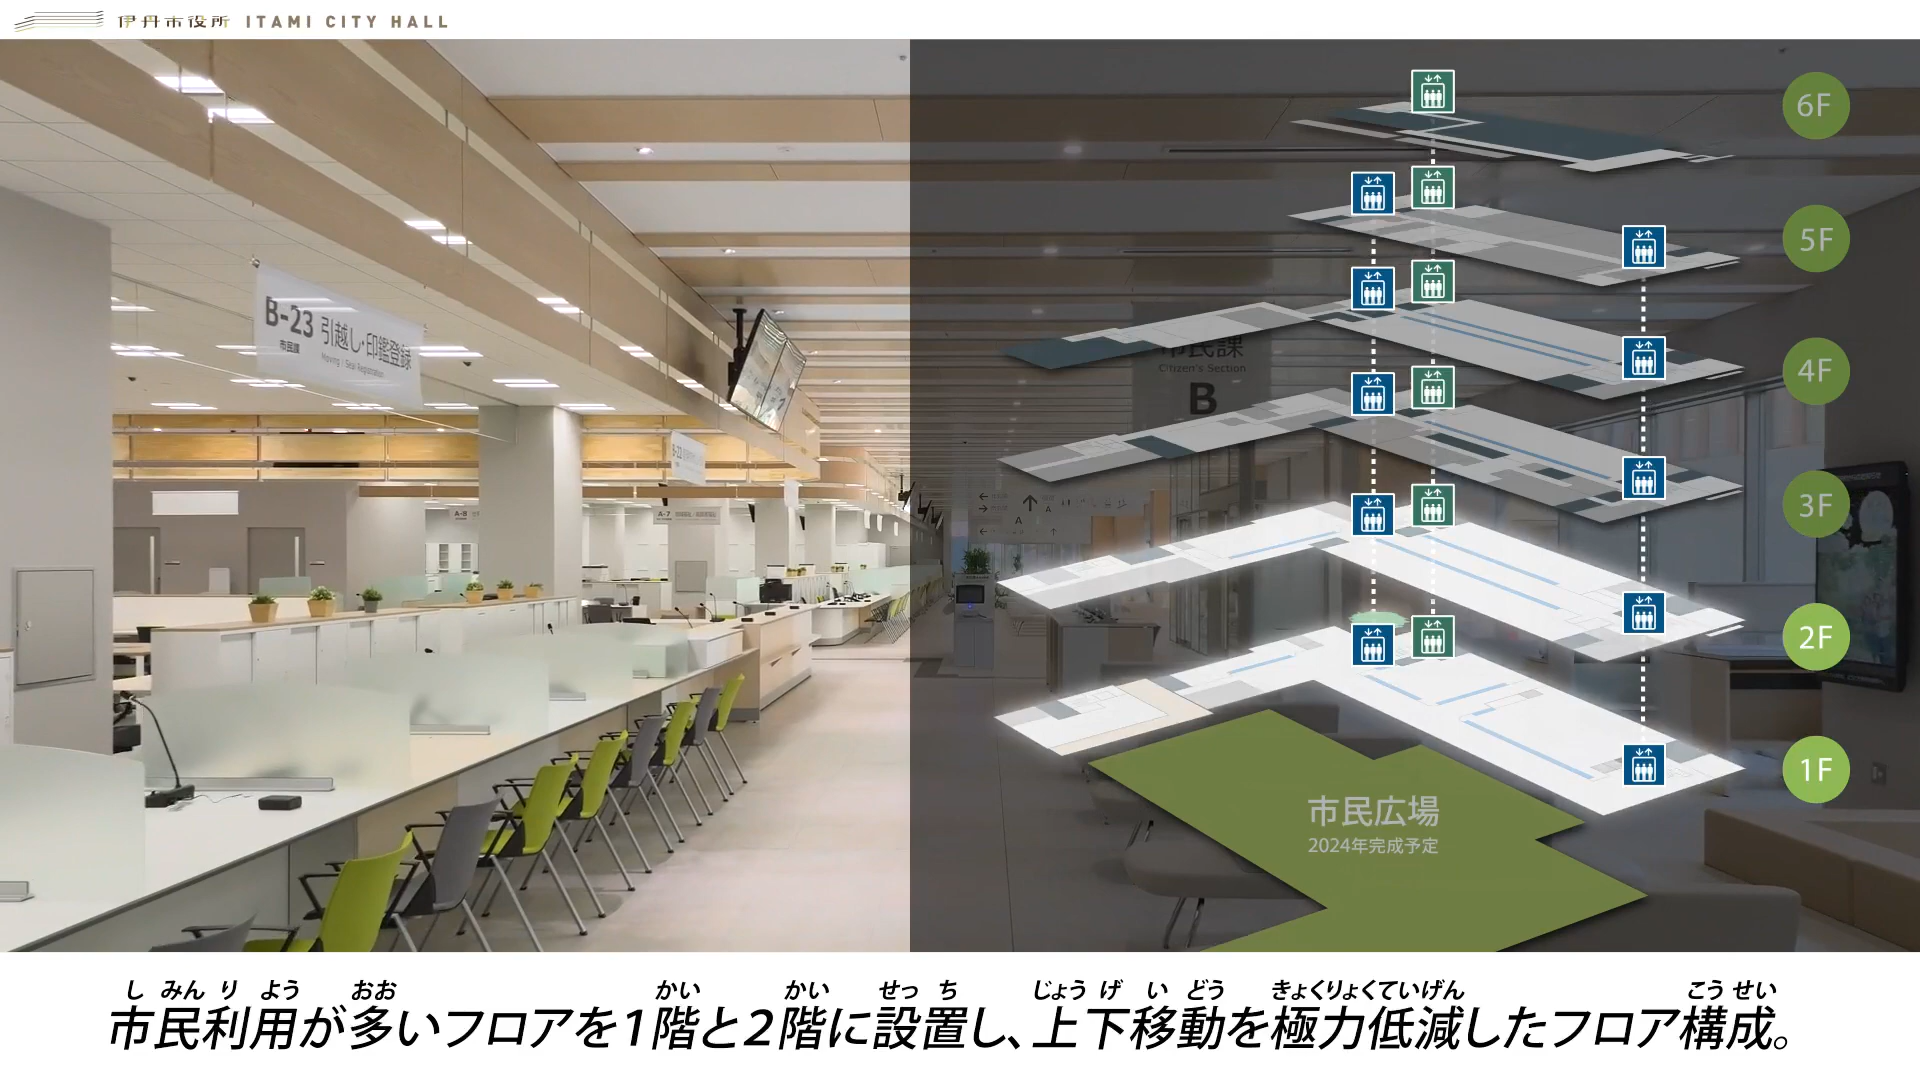 伊丹市役所 ITAMI CITY HALL
B-23 引越し・印鑑登録
市民課
Moving / Seal Registration
B-22
A-8
A-7
市民課
Citizen's Section
B
A
A
6F
5F
4F
3F
2F
1F
市民広場
2024年完成予定
し みん り よう おお かい かい せっ ち じょう げ い どう きょくりょくていげん こう せい
市民利用が多いフロアを1階と2階に設置し、上下移動を極力低減したフロア構成。